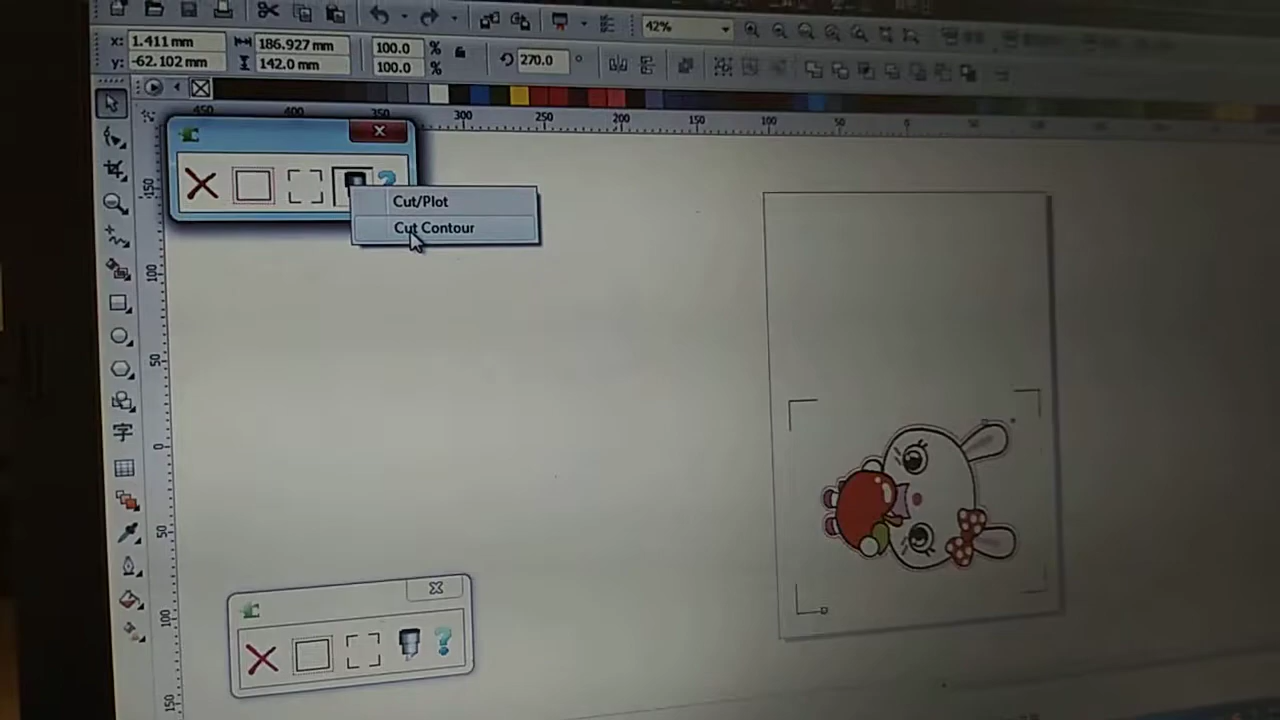 42%
x: 1.411 mm 186.927 mm 100.0 %
y: -62.102 mm 142.0 mm 100.0 % 270.0 °
450 400 350 300 250 200 150 100 50 0 50
150
100
50
0
50
100
150
Cut/Plot
Cut Contour
字
?